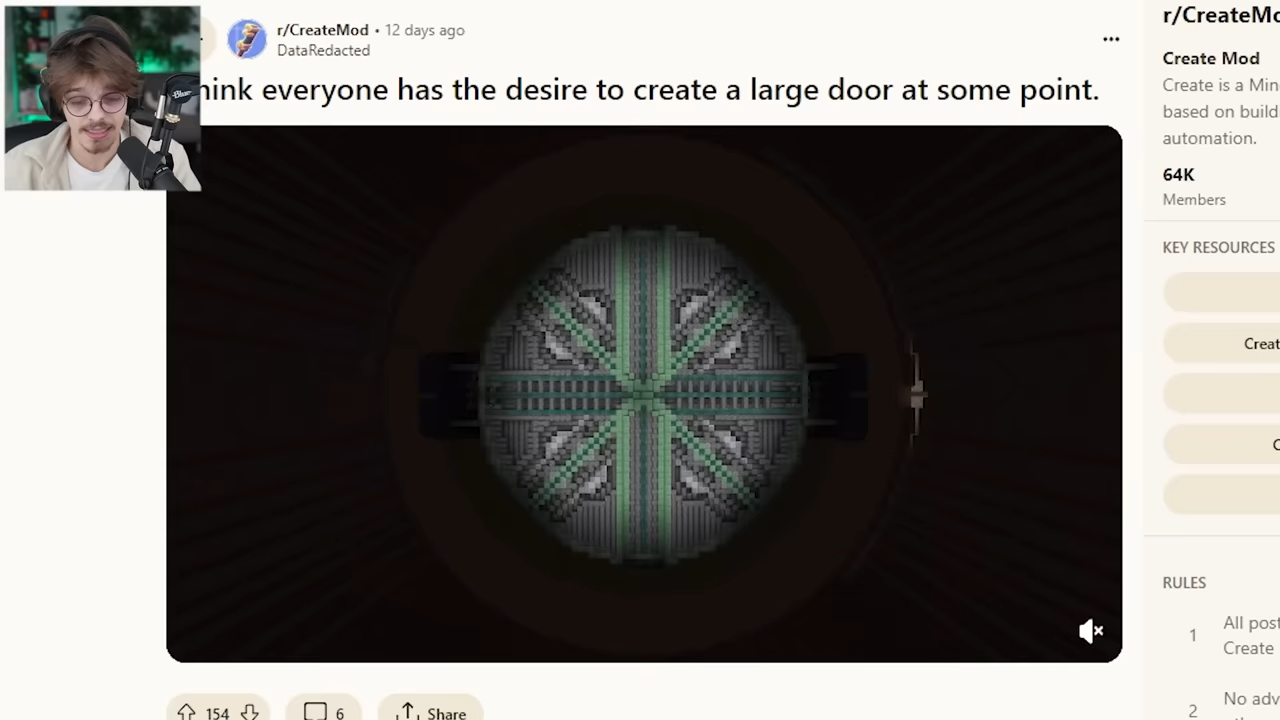 r/CreateMod • 12 days ago
DataRedacted
hink everyone has the desire to create a large door at some point.
154
6
Share
r/CreateMo
Create Mod
Create is a Min
based on build
automation.
64K
Members
KEY RESOURCES
Creat
C
RULES
1 All post
Create
2 No adv
Blue